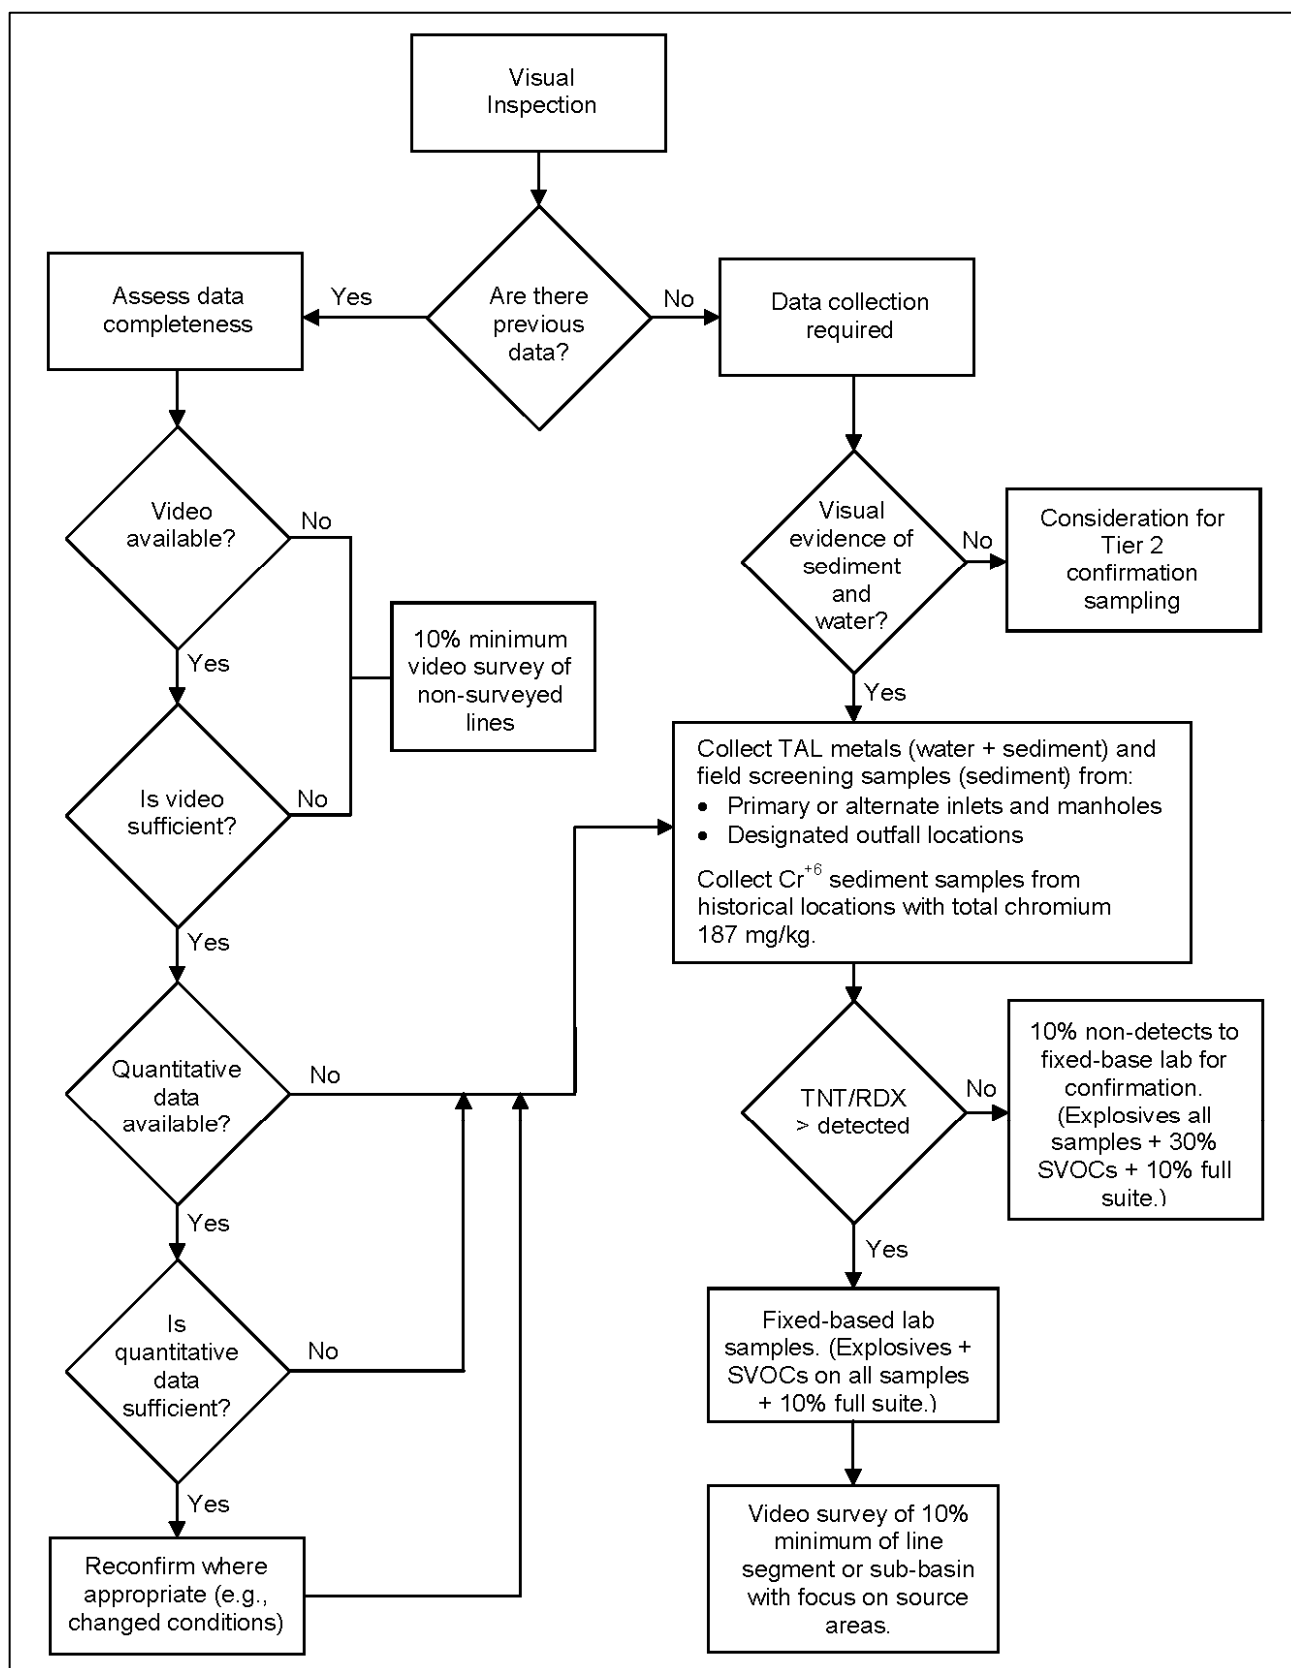 Visual
Inspection
Are there
previous
data?
Yes
No
Assess data
completeness
Data collection
required
Video
available?
No
Yes
10% minimum
video survey of
non-surveyed
lines
Is video
sufficient?
No
Yes
Quantitative
data
available?
No
Yes
Is
quantitative
data
sufficient?
No
Yes
Reconfirm where
appropriate (e.g.,
changed conditions)
Visual
evidence of
sediment
and
water?
No
Consideration for
Tier 2
confirmation
sampling
Yes
Collect TAL metals (water + sediment) and
field screening samples (sediment) from:
• Primary or alternate inlets and manholes
• Designated outfall locations
Collect Cr+6 sediment samples from
historical locations with total chromium
187 mg/kg.
TNT/RDX
> detected
No
10% non-detects to
fixed-base lab for
confirmation.
(Explosives all
samples + 30%
SVOCs + 10% full
suite.)
Yes
Fixed-based lab
samples. (Explosives +
SVOCs on all samples
+ 10% full suite.)
Video survey of 10%
minimum of line
segment or sub-basin
with focus on source
areas.